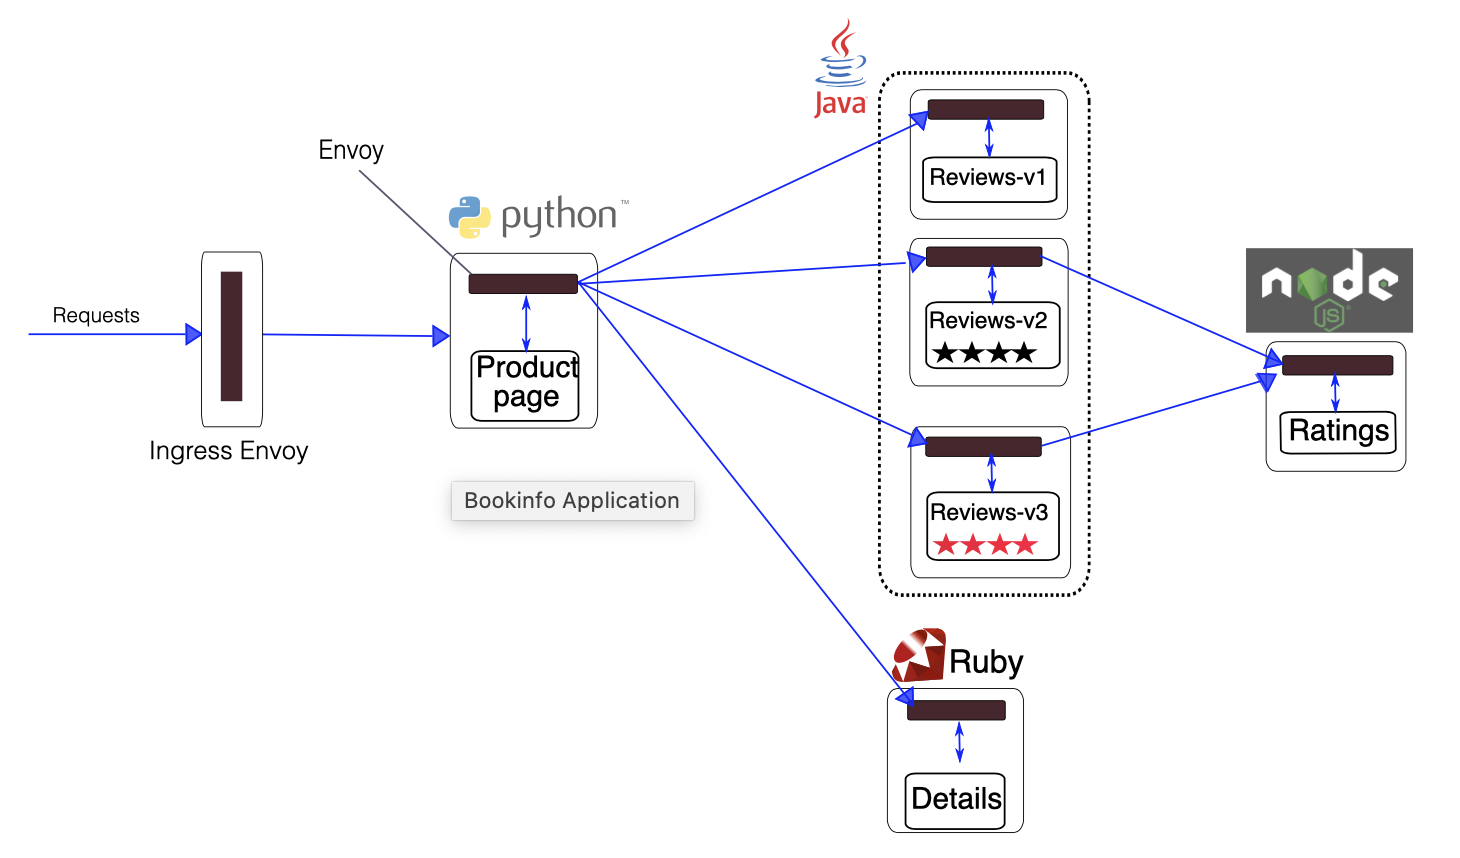 Java
Envoy
python™
Reviews-v1
Requests
Reviews-v2
node
JS®
Product
page
Ratings
Ingress Envoy
Bookinfo Application
Reviews-v3
Ruby
Details